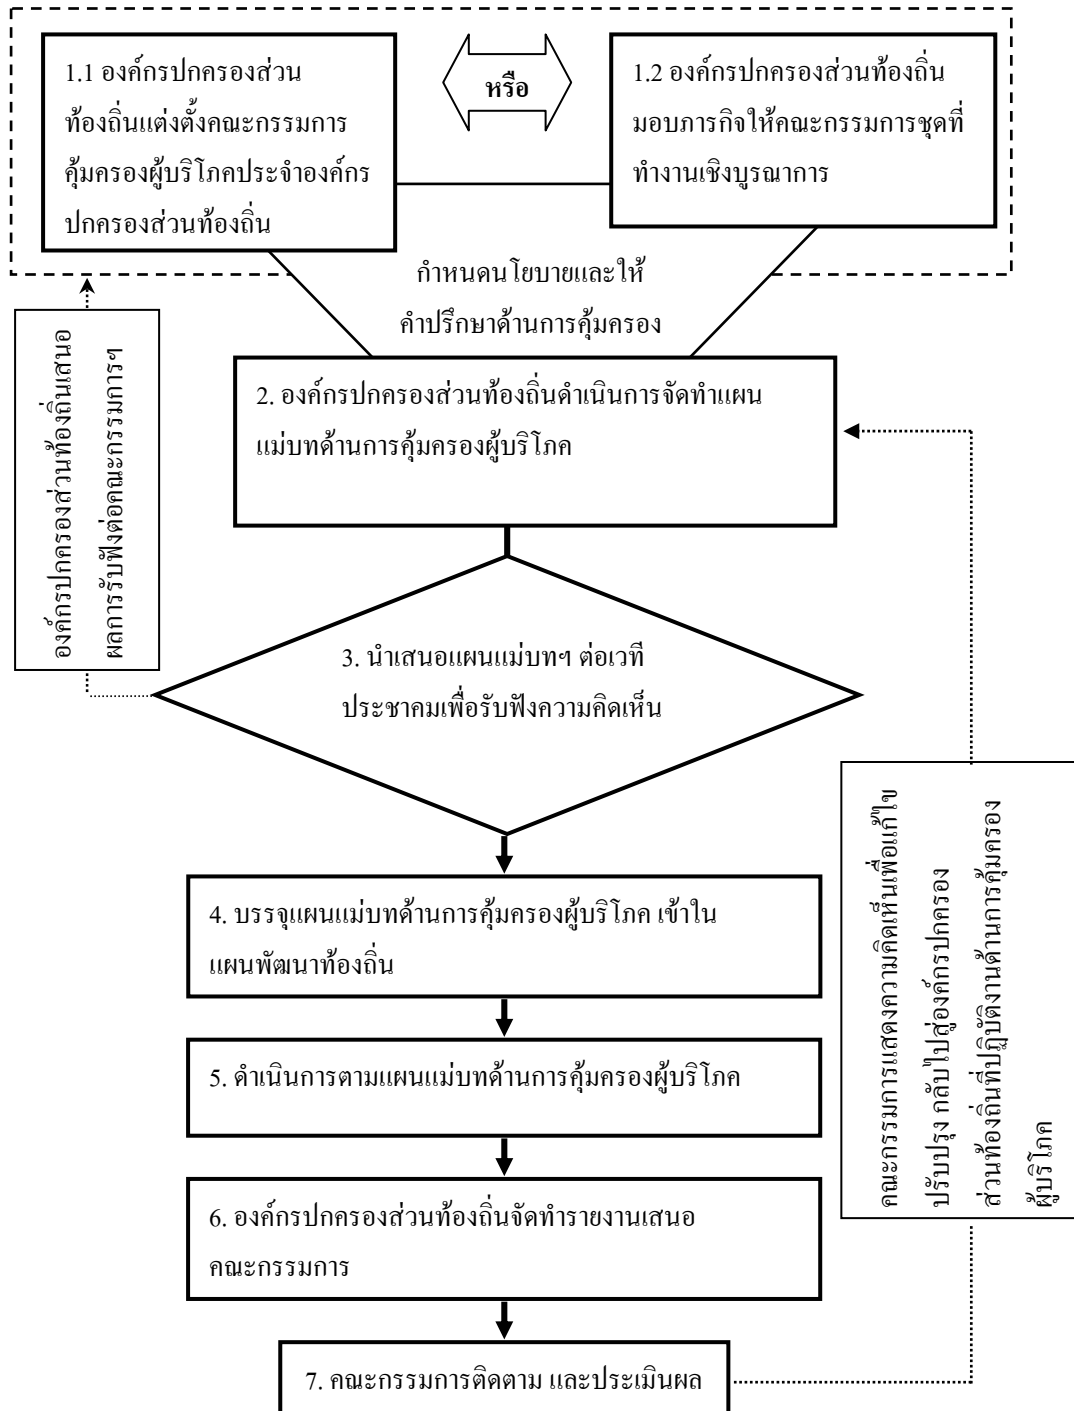 1.1 องค์กรปกครองส่วน
ท้องถิ่นแต่งตั้งคณะกรรมการ
คุ้มครองผู้บริโภคประจำองค์กร
ปกครองส่วนท้องถิ่น
หรือ
1.2 องค์กรปกครองส่วนท้องถิ่น
มอบภารกิจให้คณะกรรมการชุดที่
ทำงานเชิงบูรณาการ
กำหนดนโยบายและให้
คำปรึกษาด้านการคุ้มครอง
องค์กรปกครองส่วนท้องถิ่นเสนอ
ผลการรับฟังต่อคณะกรรมการฯ
2. องค์กรปกครองส่วนท้องถิ่นดำเนินการจัดทำแผน
แม่บทด้านการคุ้มครองผู้บริโภค
3. นำเสนอแผนแม่บทฯ ต่อเวที
ประชาคมเพื่อรับฟังความคิดเห็น
4. บรรจุแผนแม่บทด้านการคุ้มครองผู้บริโภค เข้าใน
แผนพัฒนาท้องถิ่น
5. ดำเนินการตามแผนแม่บทด้านการคุ้มครองผู้บริโภค
6. องค์กรปกครองส่วนท้องถิ่นจัดทำรายงานเสนอ
คณะกรรมการ
7. คณะกรรมการติดตาม และประเมินผล
คณะกรรมการแสดงความคิดเห็นเพื่อแก้ไข
ปรับปรุง กลับไปสู่องค์กรปกครอง
ส่วนท้องถิ่นที่ปฏิบัติงานด้านการคุ้มครอง
ผู้บริโภค